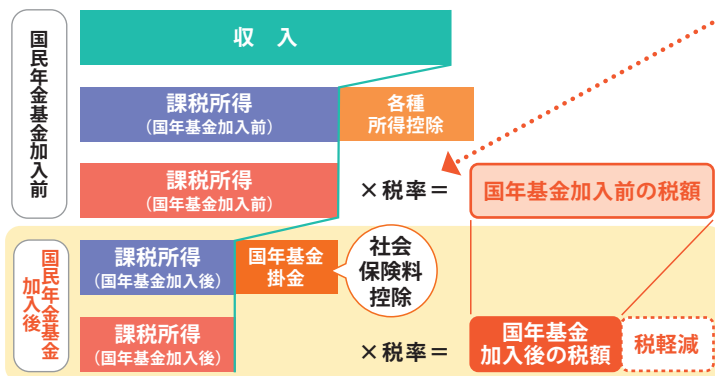 国民年金基金加入前
収 入
課税所得
(国年基金加入前)
各種
所得控除
課税所得
(国年基金加入前)
×税率＝
国年基金加入前の税額
国民年金基金
加入後
課税所得
(国年基金加入後)
国年基金
掛金
社会
保険料
控除
課税所得
(国年基金加入後)
×税率＝
国年基金
加入後の税額
税軽減